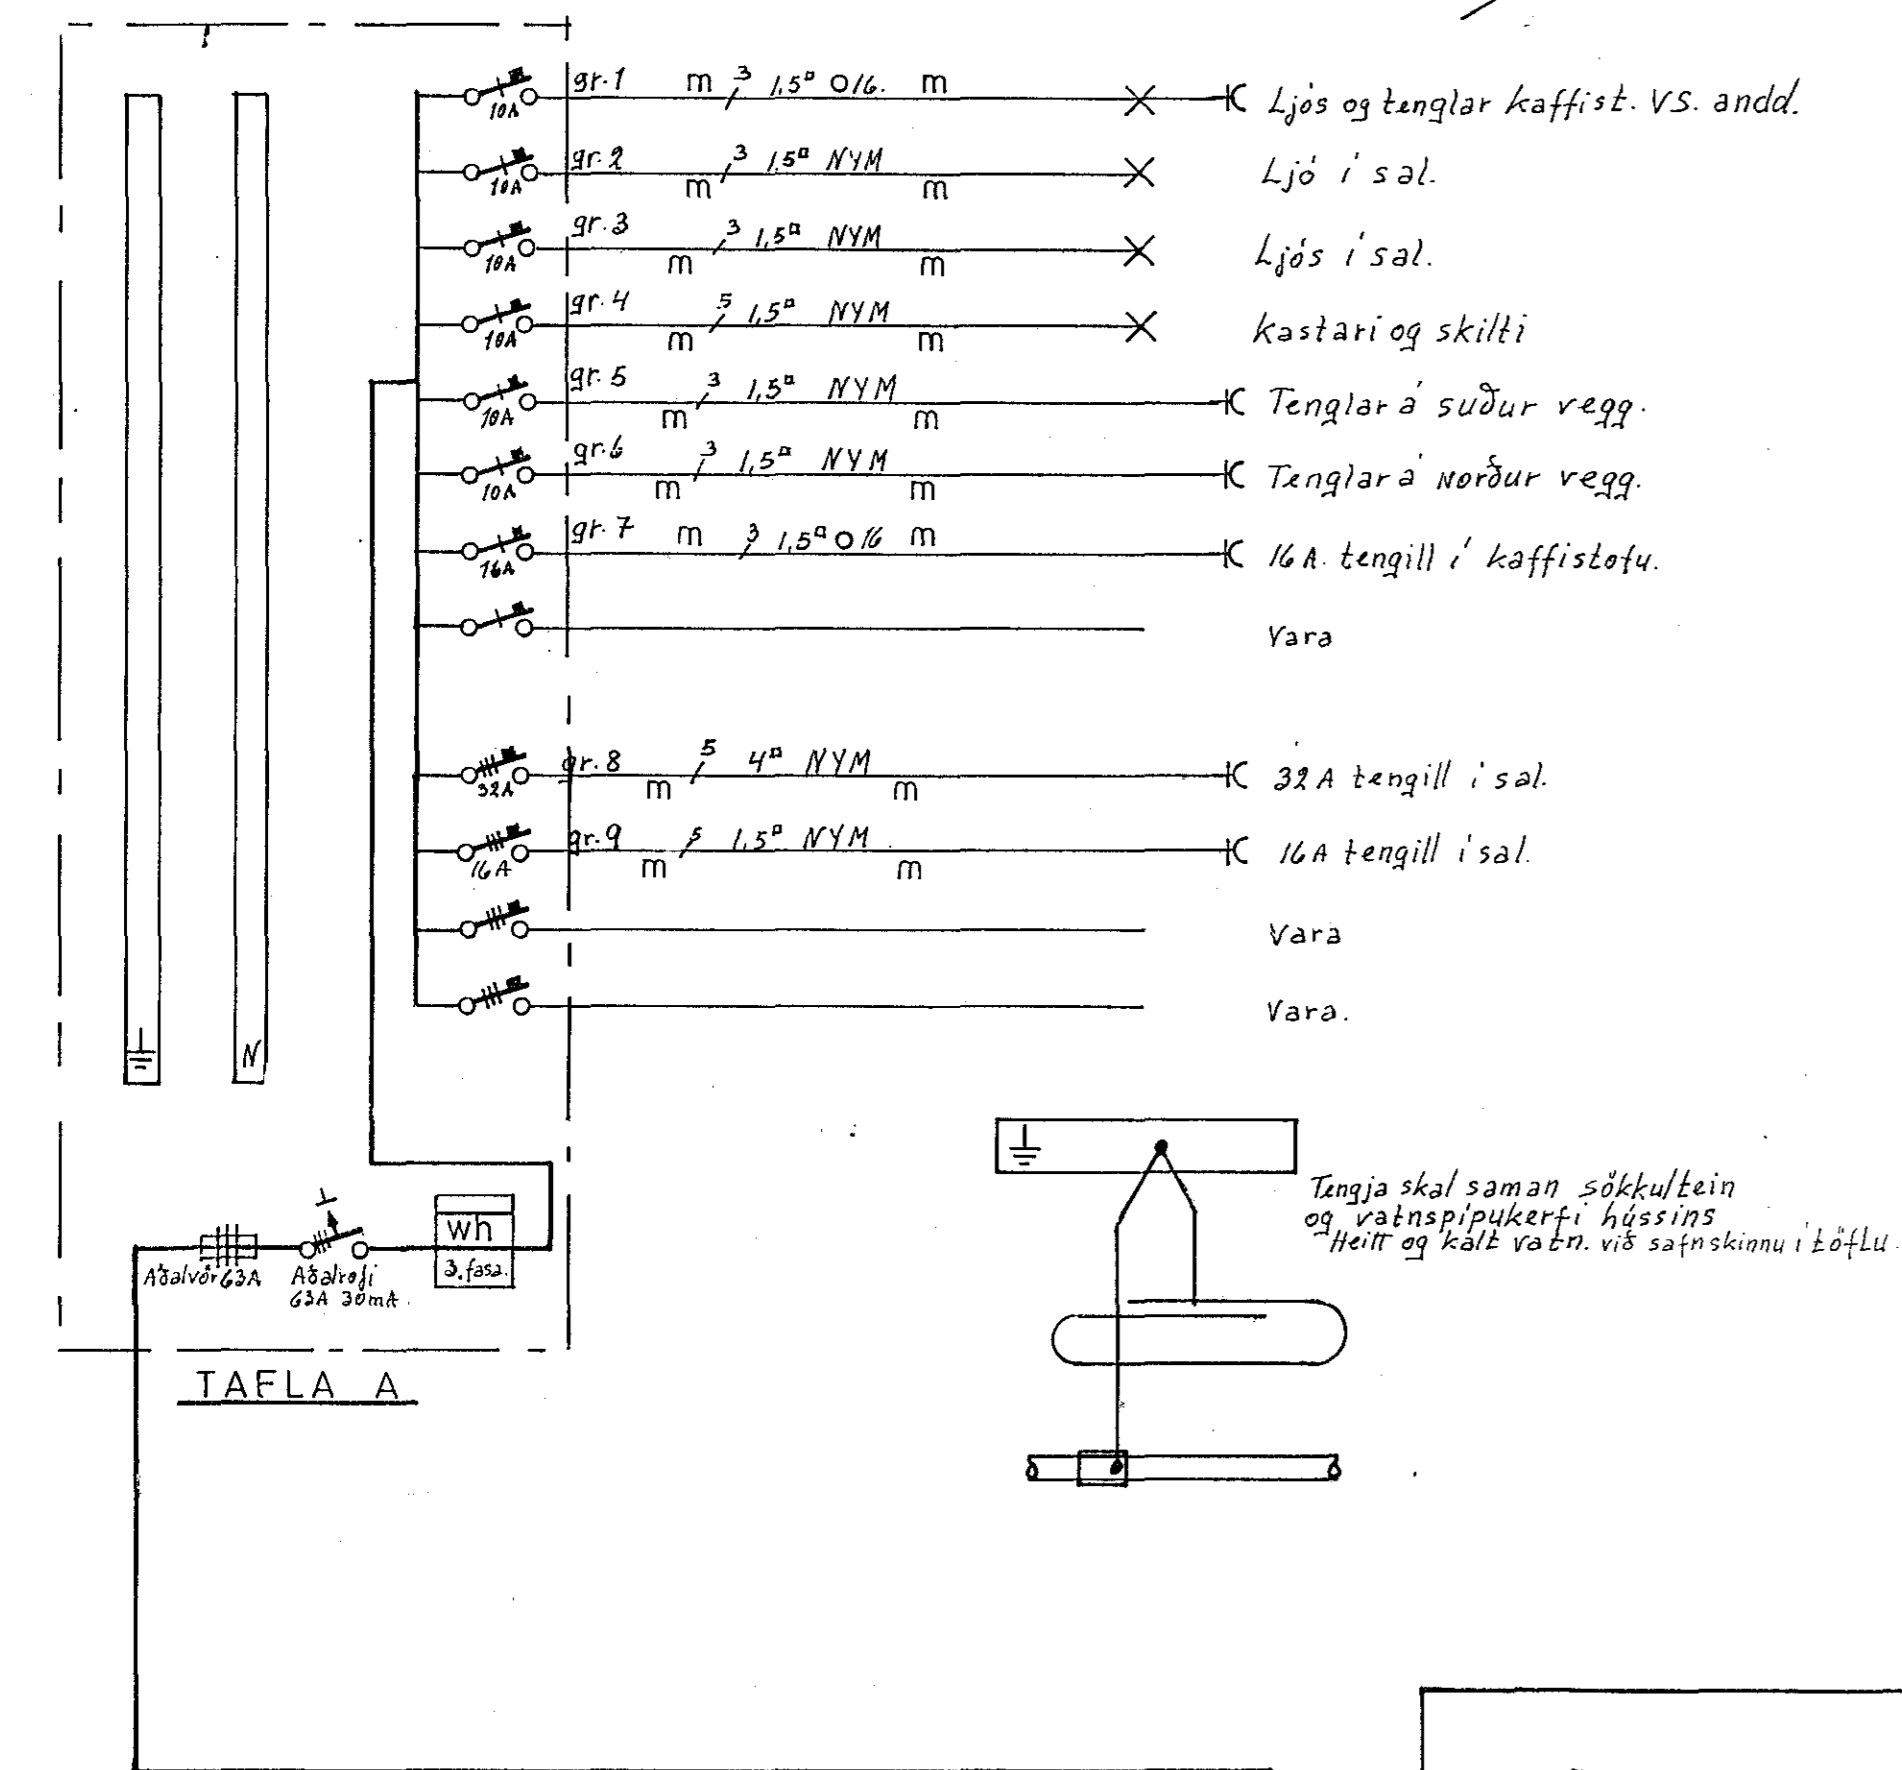 gr.1 m 3 1,5▫ O16. m Ljós og tenglar kaffist. VS. andd.
10A
gr.2 3 1,5▫ NYM Ljó í sal.
10A m m
gr.3 3 1,5▫ NYM Ljós í sal.
10A m m
gr.4 5 1,5▫ NYM kastari og skilti
10A m m
gr.5 3 1,5▫ NYM Tenglar á suður vegg.
10A m m
gr.6 3 1,5▫ NYM Tenglar á Norður vegg.
10A m m
gr.7 m 3 1,5▫ O16 m 16A. tengill í kaffistofu.
16A
Vara
gr.8 5 4▫ NYM 32A tengill í sal.
32A m m
gr.9 5 1,5▫ NYM 16A tengill í sal.
16A m m
Vara
Vara.
N
Tengja skal saman sökkultein
og vatnspípukerfi hússins
Heitt og kalt vatn. við safnskinnu í töflu
wh
3.fasa.
Aðalvör 63A
Aðalrofi
63A 30mA.
TAFLA A